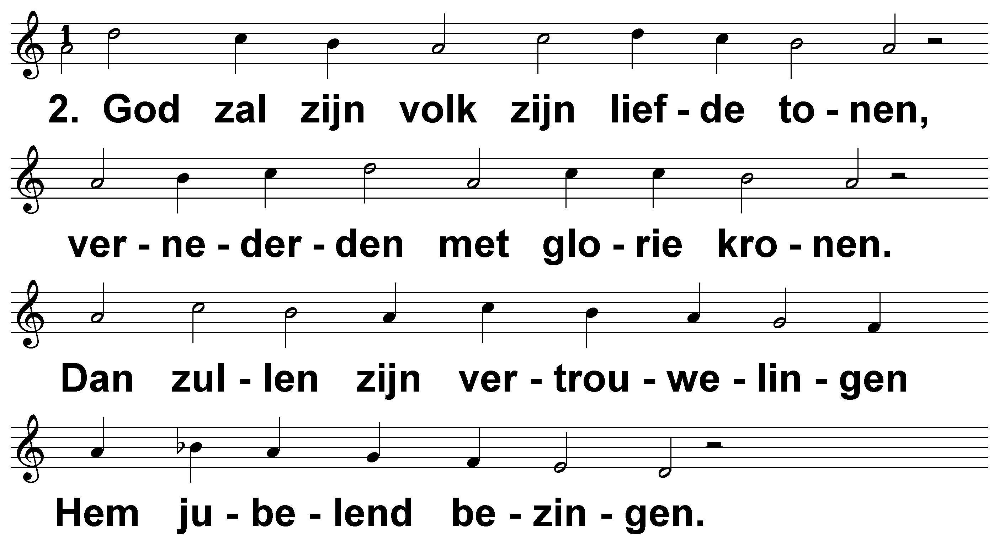 1
2. God zal zijn volk zijn lief - de to - nen,
ver - ne - der - den met glo - rie kro - nen.
Dan zul - len zijn ver - trou - we - lin - gen
Hem ju - be - lend be - zin - gen.